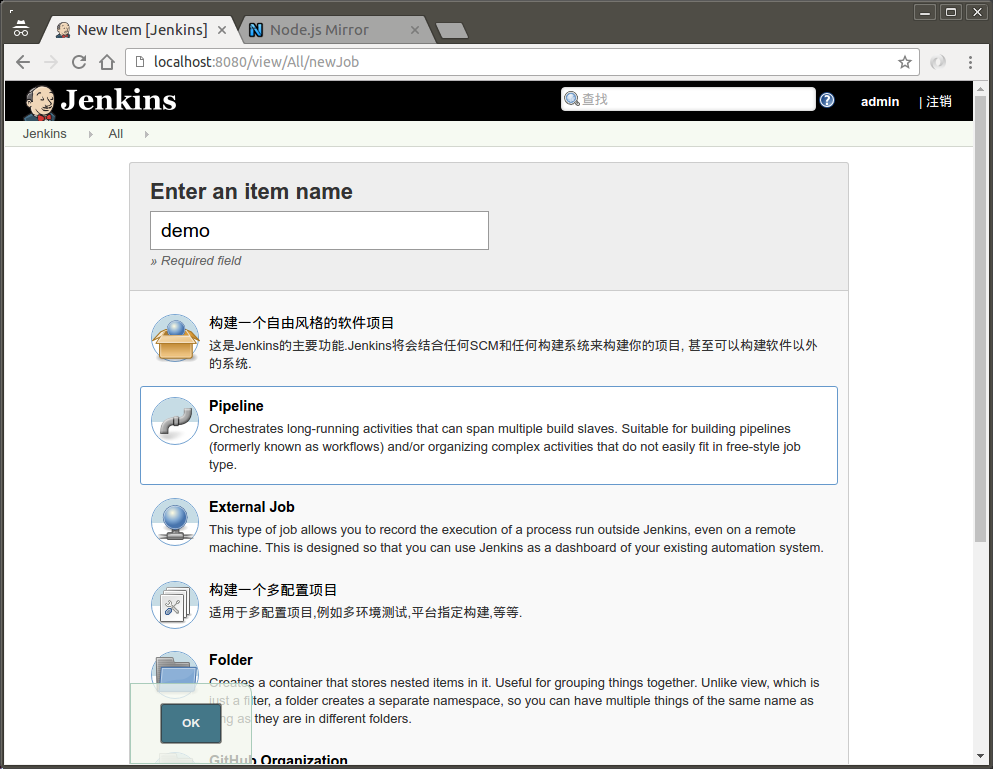 New Item [Jenkins]
Node.js Mirror
localhost:8080/view/All/newJob
Jenkins
查找
admin
| 注销
Jenkins
All
Enter an item name
demo
» Required field
构建一个自由风格的软件项目
这是Jenkins的主要功能.Jenkins将会结合任何SCM和任何构建系统来构建你的项目, 甚至可以构建软件以外
的系统.
Pipeline
Orchestrates long-running activities that can span multiple build slaves. Suitable for building pipelines
(formerly known as workflows) and/or organizing complex activities that do not easily fit in free-style job
type.
External Job
This type of job allows you to record the execution of a process run outside Jenkins, even on a remote
machine. This is designed so that you can use Jenkins as a dashboard of your existing automation system.
构建一个多配置项目
适用于多配置项目,例如多环境测试,平台指定构建,等等.
Folder
Creates a container that stores nested items in it. Useful for grouping things together. Unlike view, which is
just a filter, a folder creates a separate namespace, so you can have multiple things of the same name as
long as they are in different folders.
OK
GitHub Organization